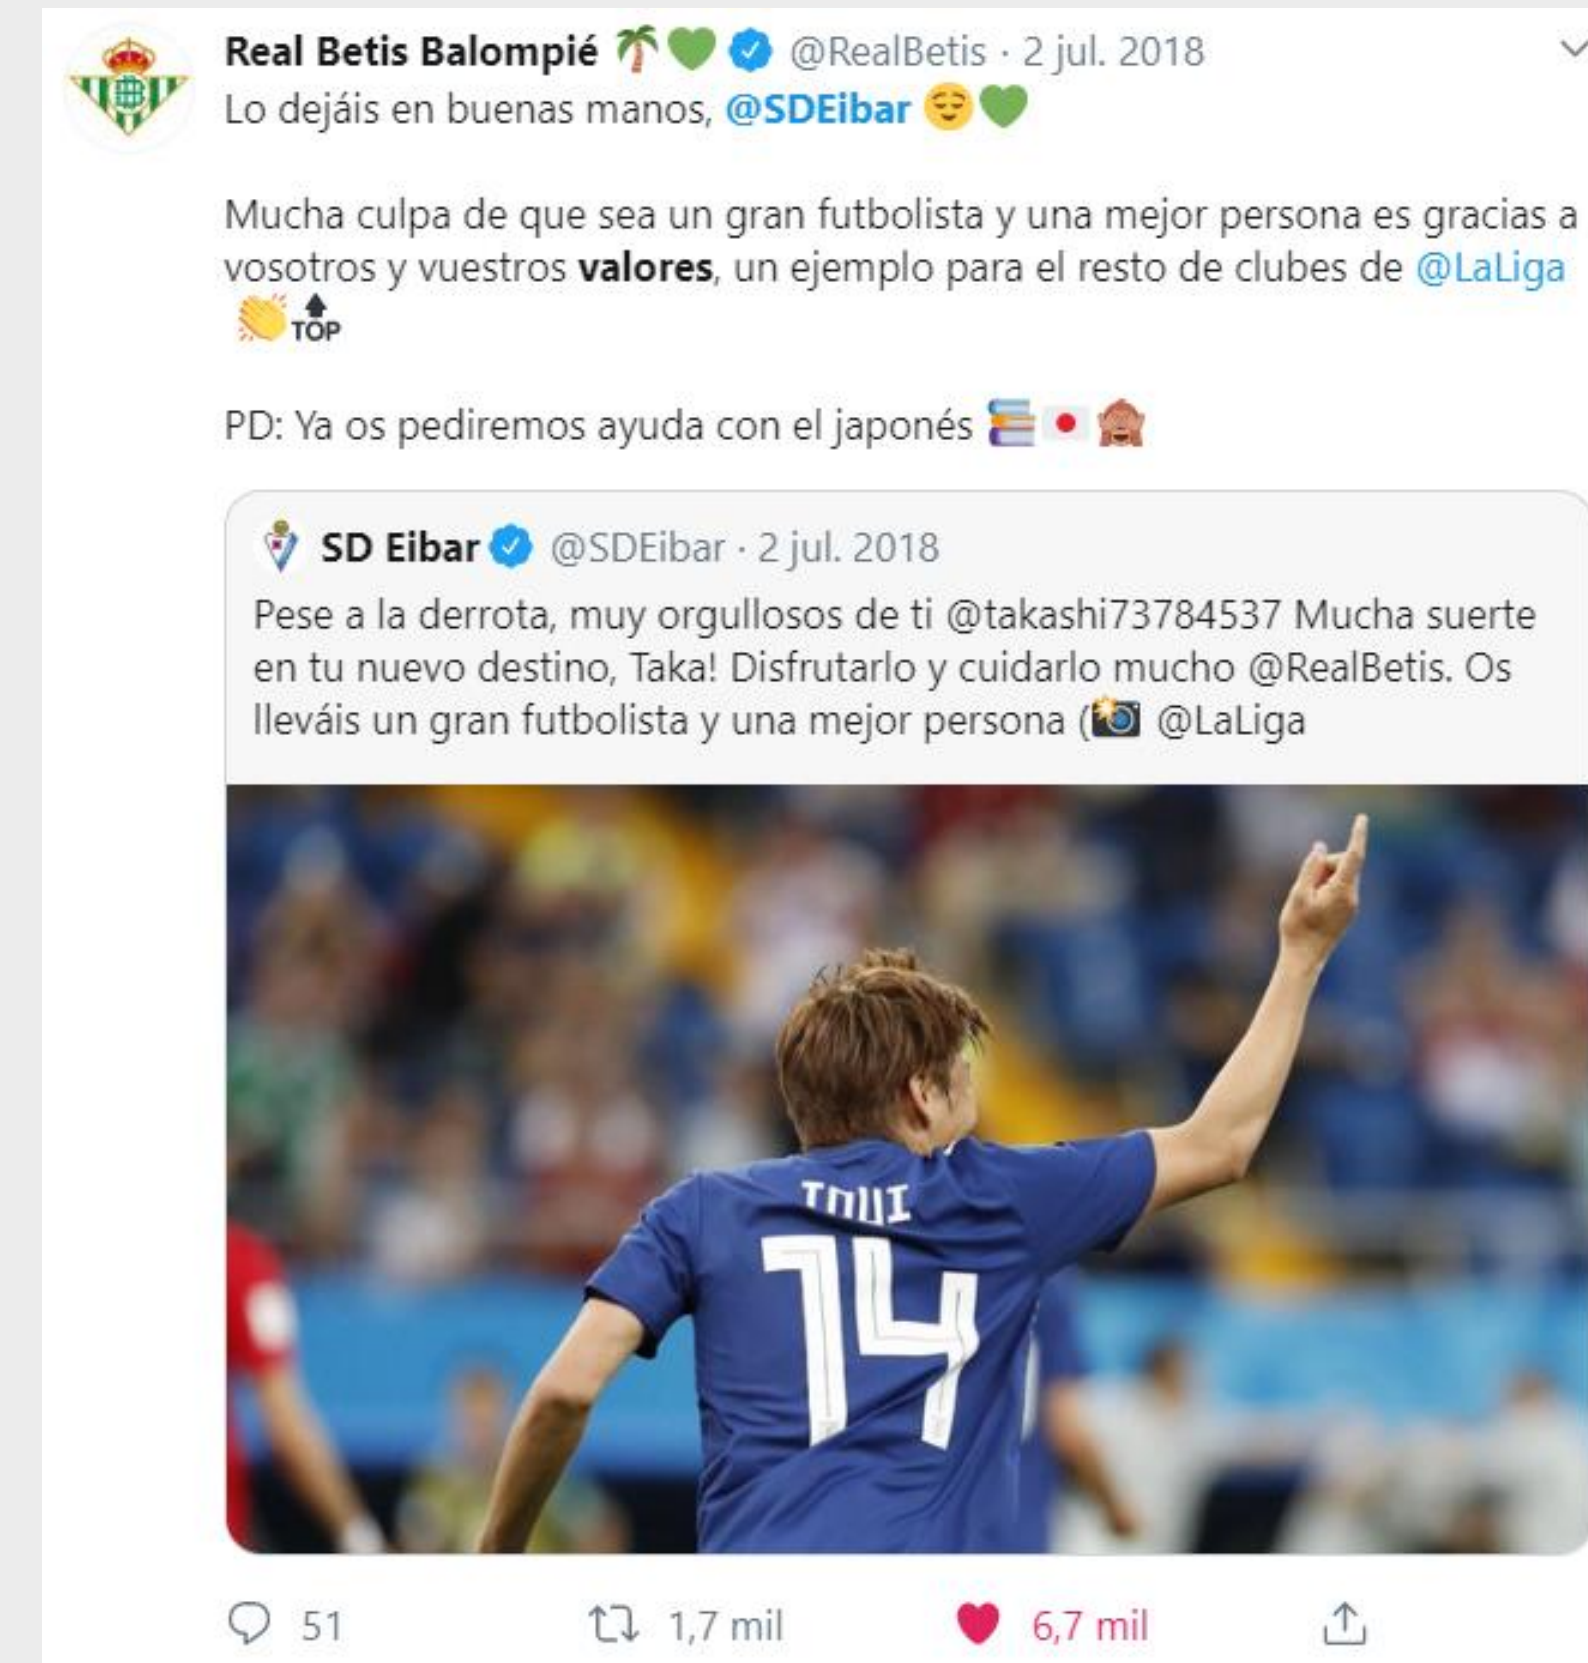 Real Betis Balompié 🌴💚 @RealBetis · 2 jul. 2018
Lo dejáis en buenas manos, @SDEibar 😌💚
Mucha culpa de que sea un gran futbolista y una mejor persona es gracias a
vosotros y vuestros valores, un ejemplo para el resto de clubes de @LaLiga
👏🔝
PD: Ya os pediremos ayuda con el japonés 📚🇯🇵🙈
SD Eibar @SDEibar · 2 jul. 2018
Pese a la derrota, muy orgullosos de ti @takashi73784537 Mucha suerte
en tu nuevo destino, Taka! Disfrutarlo y cuidarlo mucho @RealBetis. Os
lleváis un gran futbolista y una mejor persona (📸 @LaLiga
INUI
14
51 1,7 mil 6,7 mil